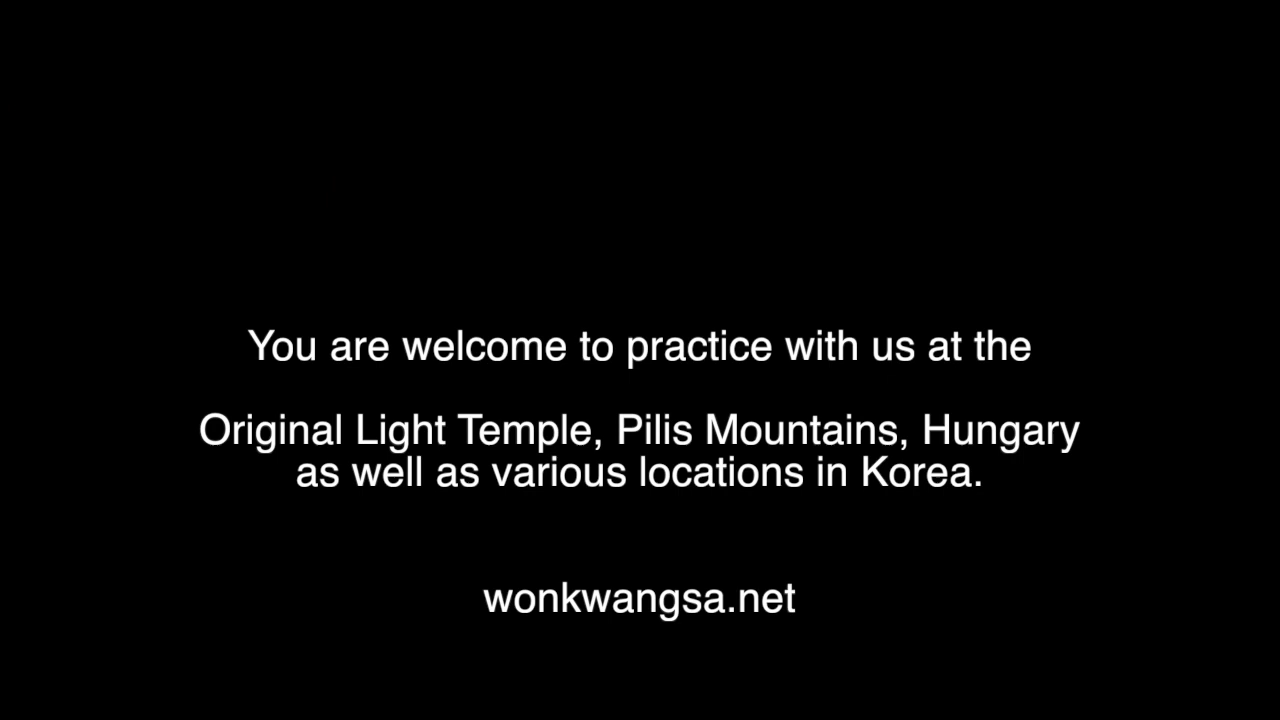 You are welcome to practice with us at the
Original Light Temple, Pilis Mountains, Hungary
as well as various locations in Korea.
wonkwangsa.net